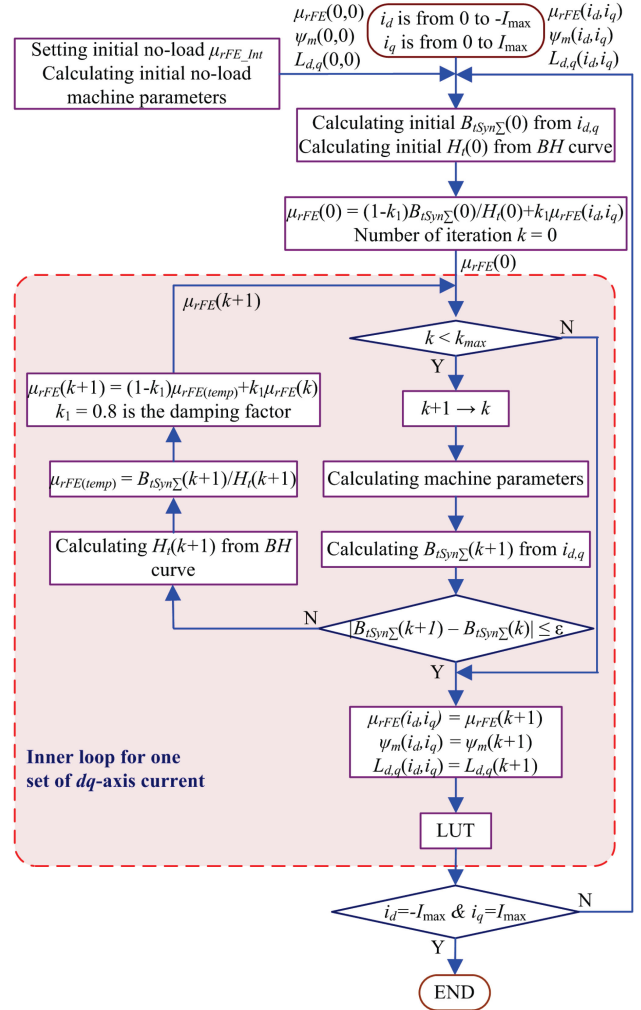 μrFE(0,0)
ψm(0,0)
Ld,q(0,0)
id is from 0 to -Imax
iq is from 0 to Imax
μrFE(id,iq)
ψm(id,iq)
Ld,q(id,iq)
Setting initial no-load μrFE_Int
Calculating initial no-load
machine parameters
Calculating initial BtSyn∑(0) from id,q
Calculating initial Ht(0) from BH curve
μrFE(0) = (1-k1)BtSyn∑(0)/Ht(0)+k1μrFE(id,iq)
Number of iteration k = 0
μrFE(0)
μrFE(k+1)
k < kmax
N
Y
μrFE(k+1) = (1-k1)μrFE(temp)+k1μrFE(k)
k1 = 0.8 is the damping factor
k+1 → k
μrFE(temp) = BtSyn∑(k+1)/Ht(k+1)
Calculating machine parameters
Calculating Ht(k+1) from BH
curve
Calculating BtSyn∑(k+1) from id,q
N
|BtSyn∑(k+1) – BtSyn∑(k)| ≤ ε
Y
μrFE(id,iq) = μrFE(k+1)
ψm(id,iq) = ψm(k+1)
Ld,q(id,iq) = Ld,q(k+1)
Inner loop for one
set of dq-axis current
LUT
id=-Imax & iq=Imax
N
Y
END